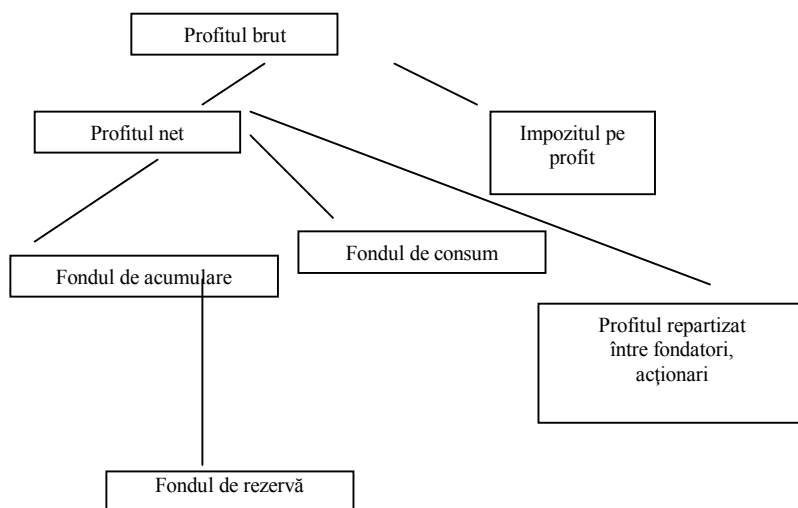 Profitul brut
Profitul net
Impozitul pe
profit
Fondul de consum
Fondul de acumulare
Profitul repartizat
între fondatori,
acţionari
Fondul de rezervă